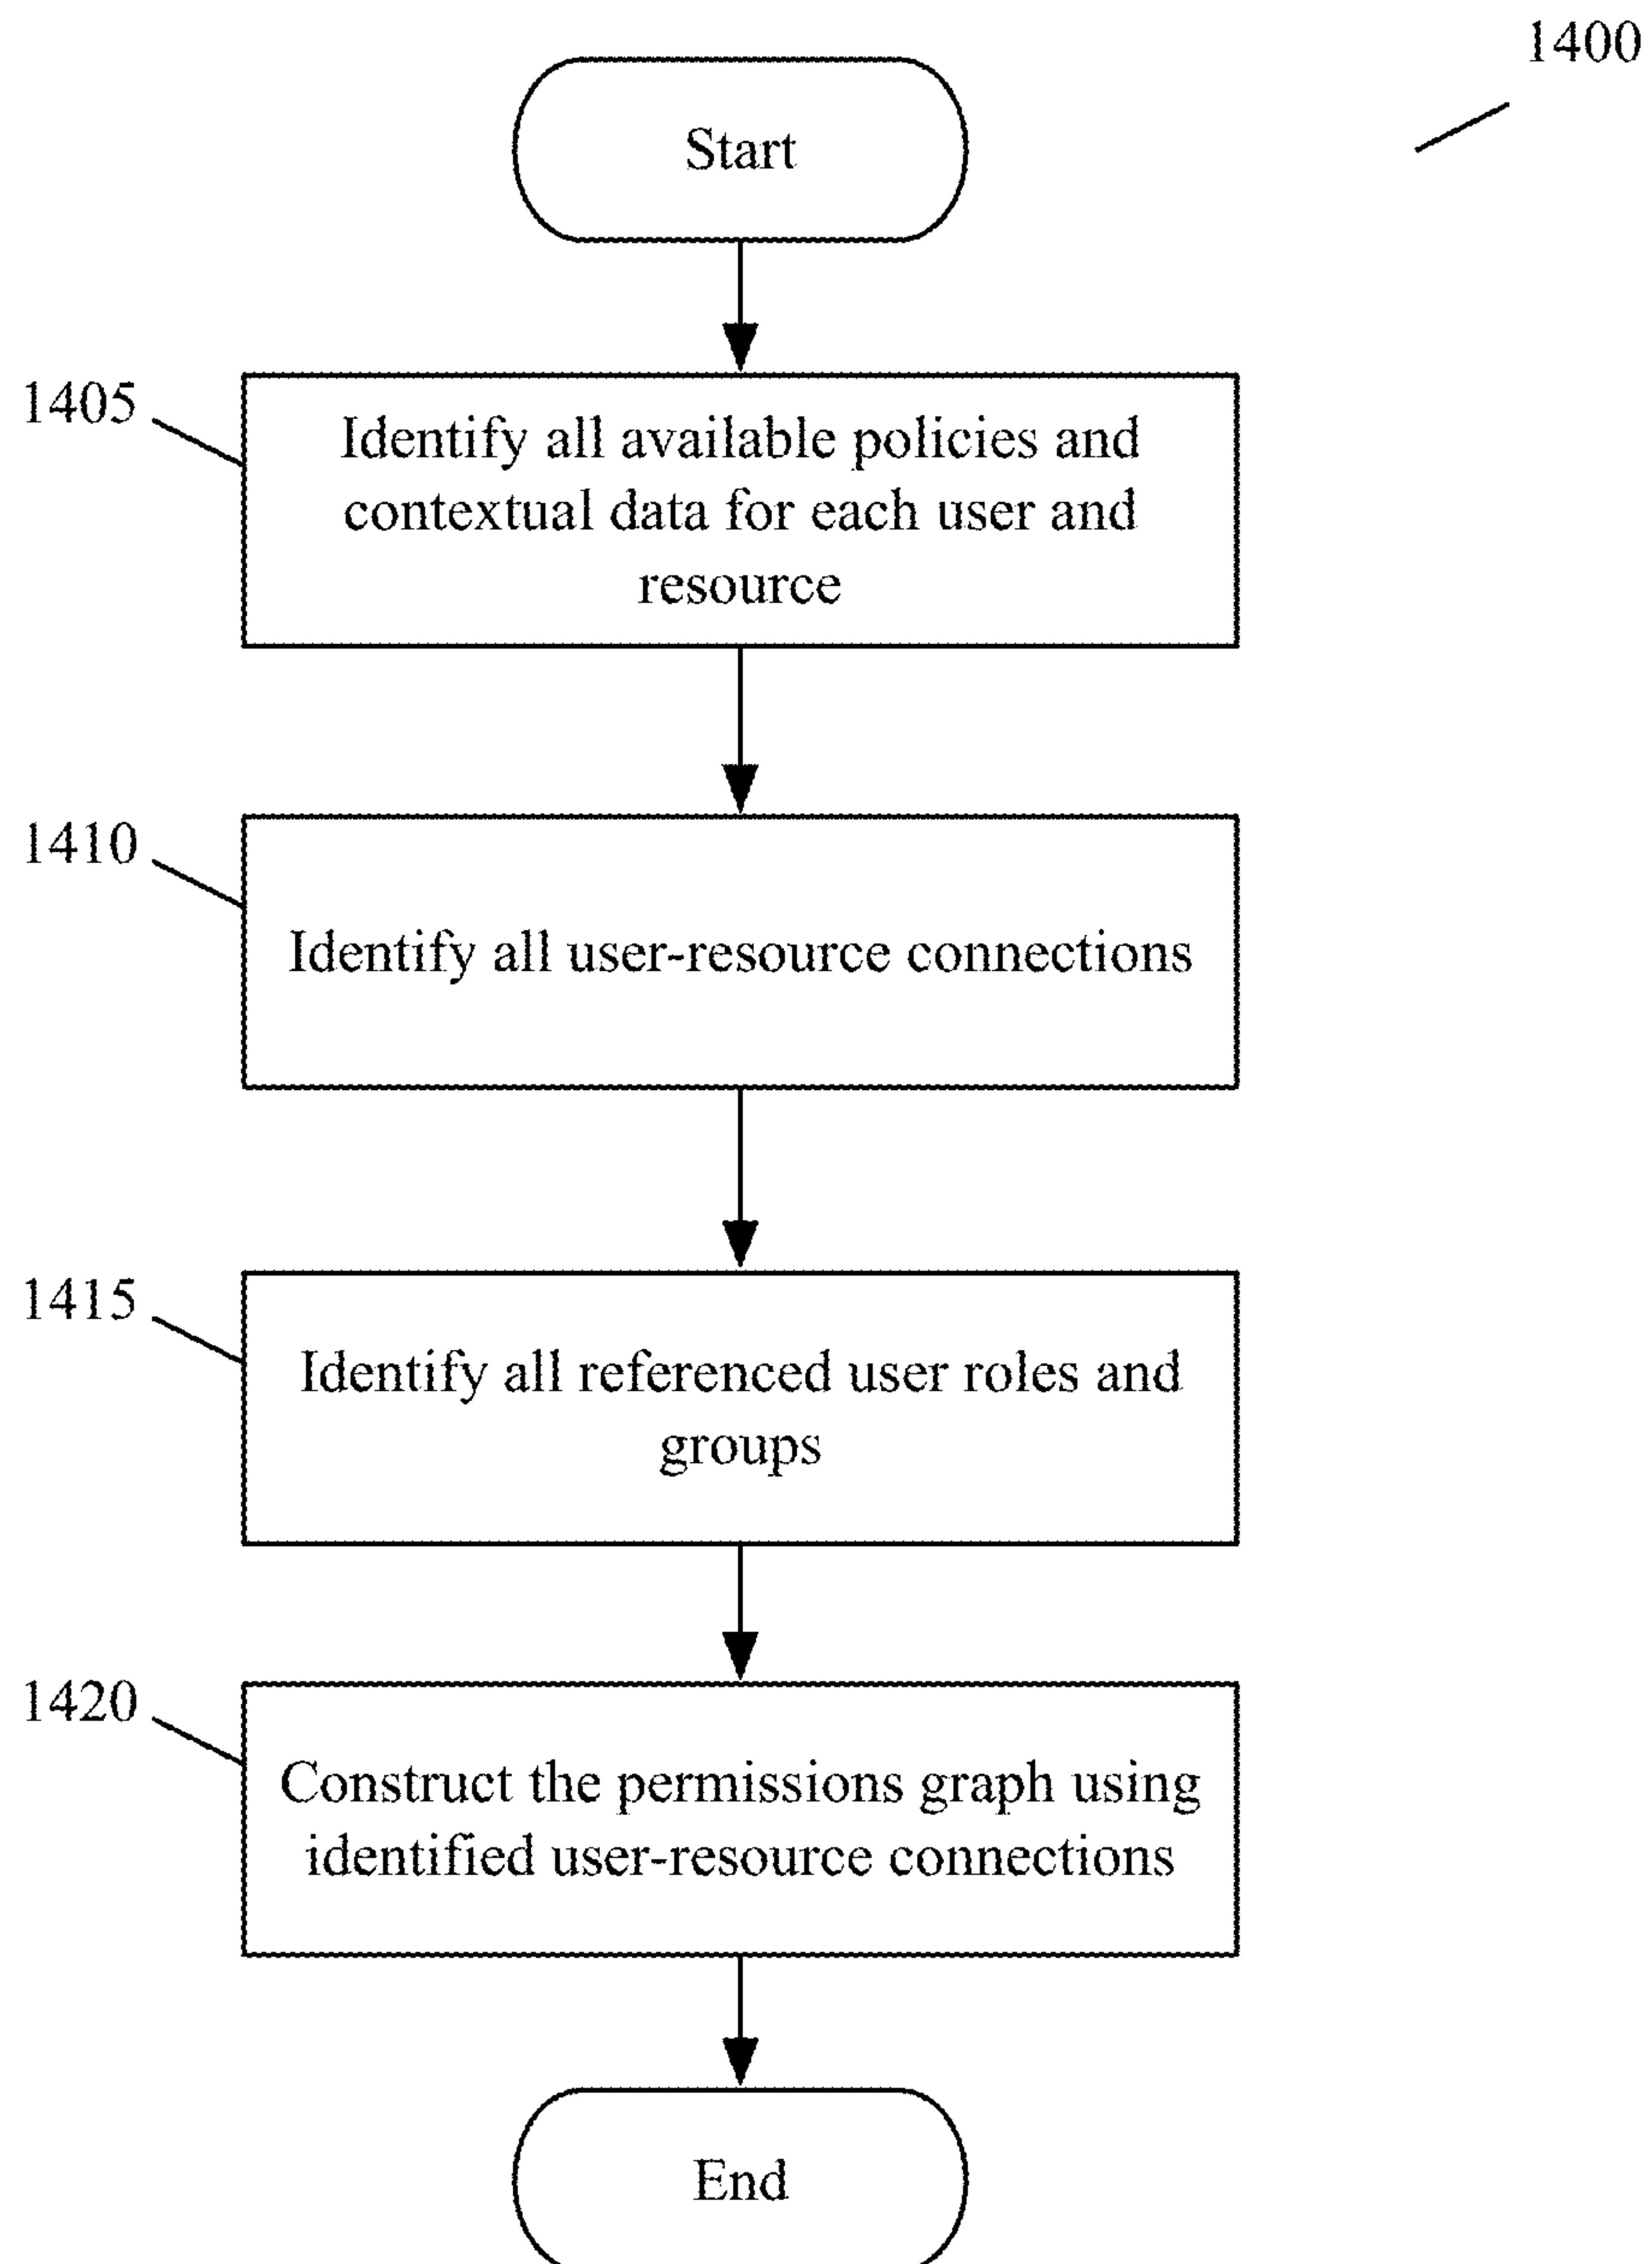 1400
Start
1405
Identify all available policies and
contextual data for each user and
resource
1410
Identify all user-resource connections
1415
Identify all referenced user roles and
groups
1420
Construct the permissions graph using
identified user-resource connections
End